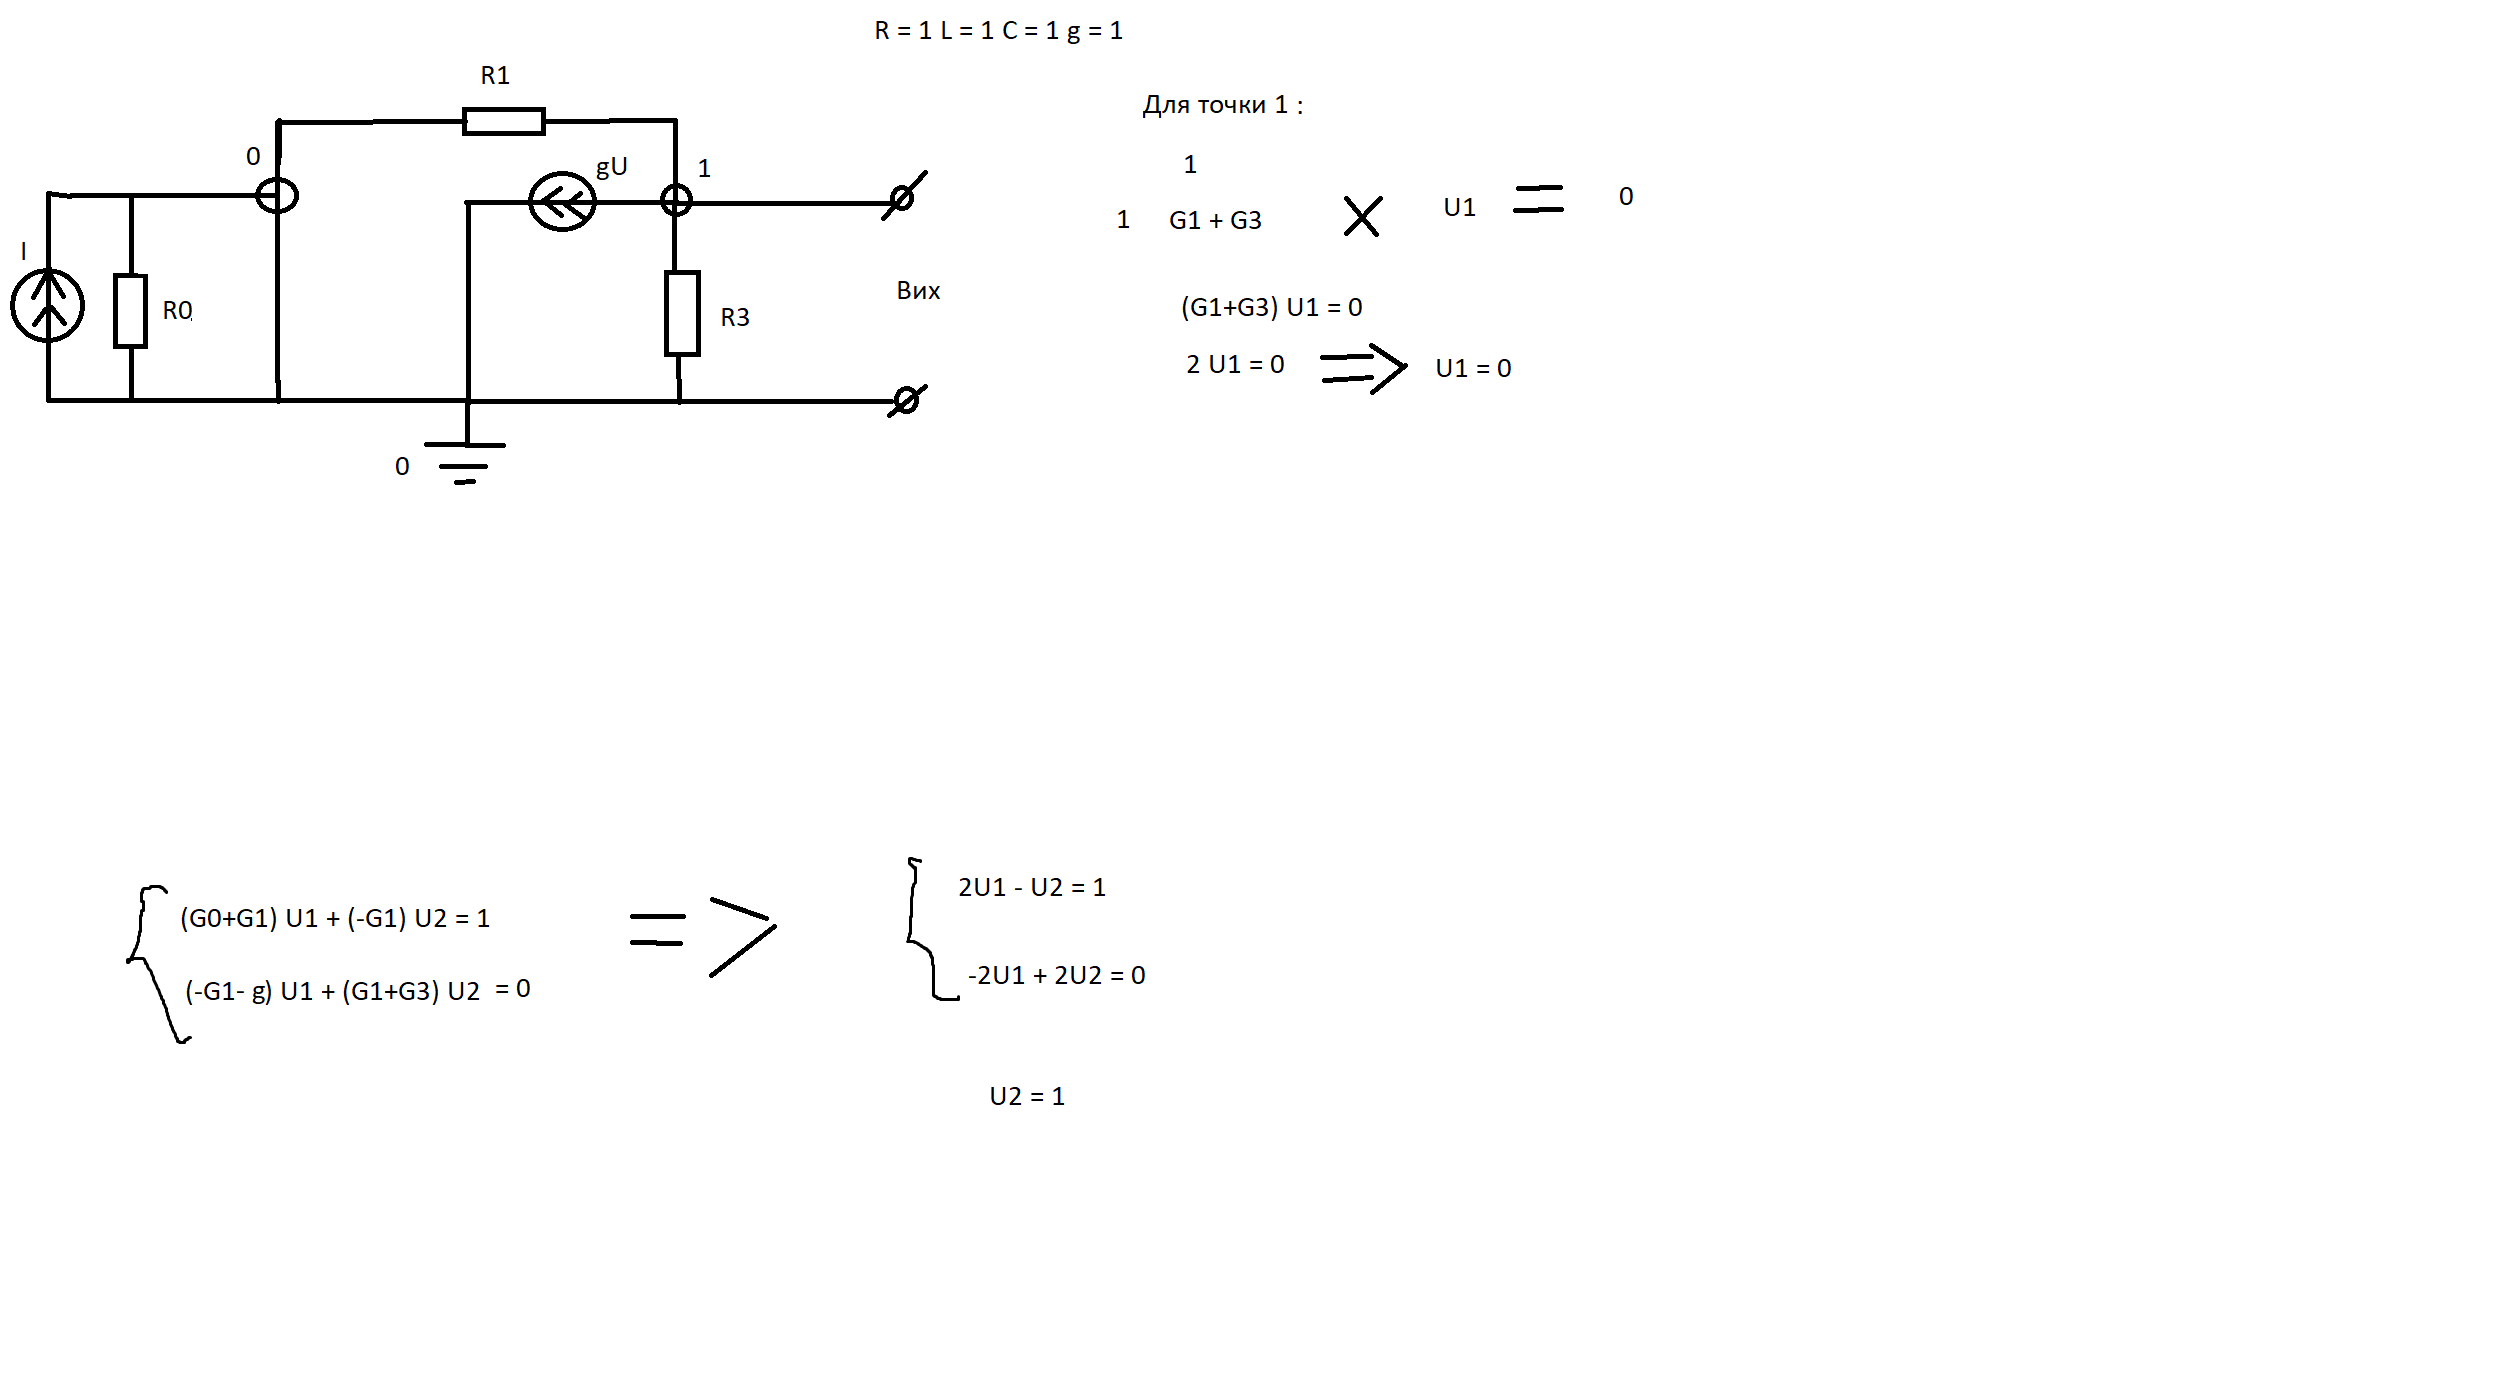 R = 1 L = 1 C = 1 g = 1
R1
0
gU
1
I
R0
R3
Вих
0
Для точки 1 :
1
1 G1 + G3 × U1 = 0
(G1+G3) U1 = 0
2 U1 = 0 => U1 = 0
(G0+G1) U1 + (-G1) U2 = 1
(-G1- g) U1 + (G1+G3) U2 = 0
=>
2U1 - U2 = 1
-2U1 + 2U2 = 0
U2 = 1